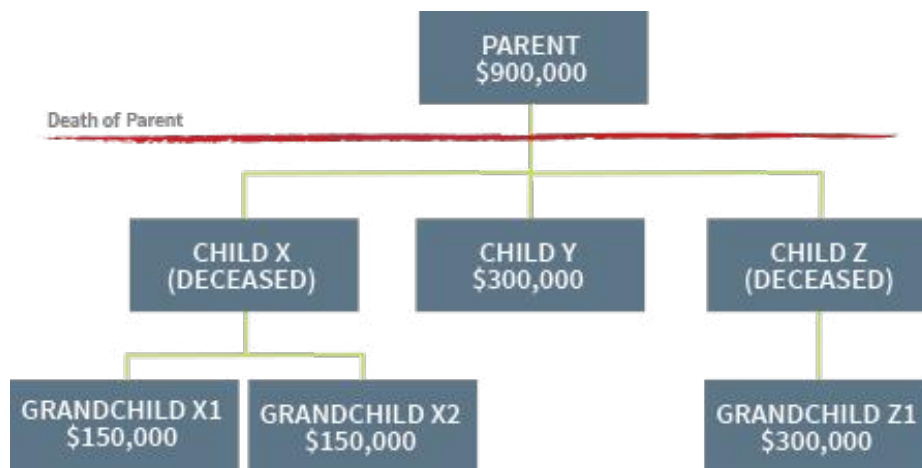 PARENT
$900,000
Death of Parent
CHILD X
(DECEASED)
CHILD Y
$300,000
CHILD Z
(DECEASED)
GRANDCHILD X1
$150,000
GRANDCHILD X2
$150,000
GRANDCHILD Z1
$300,000